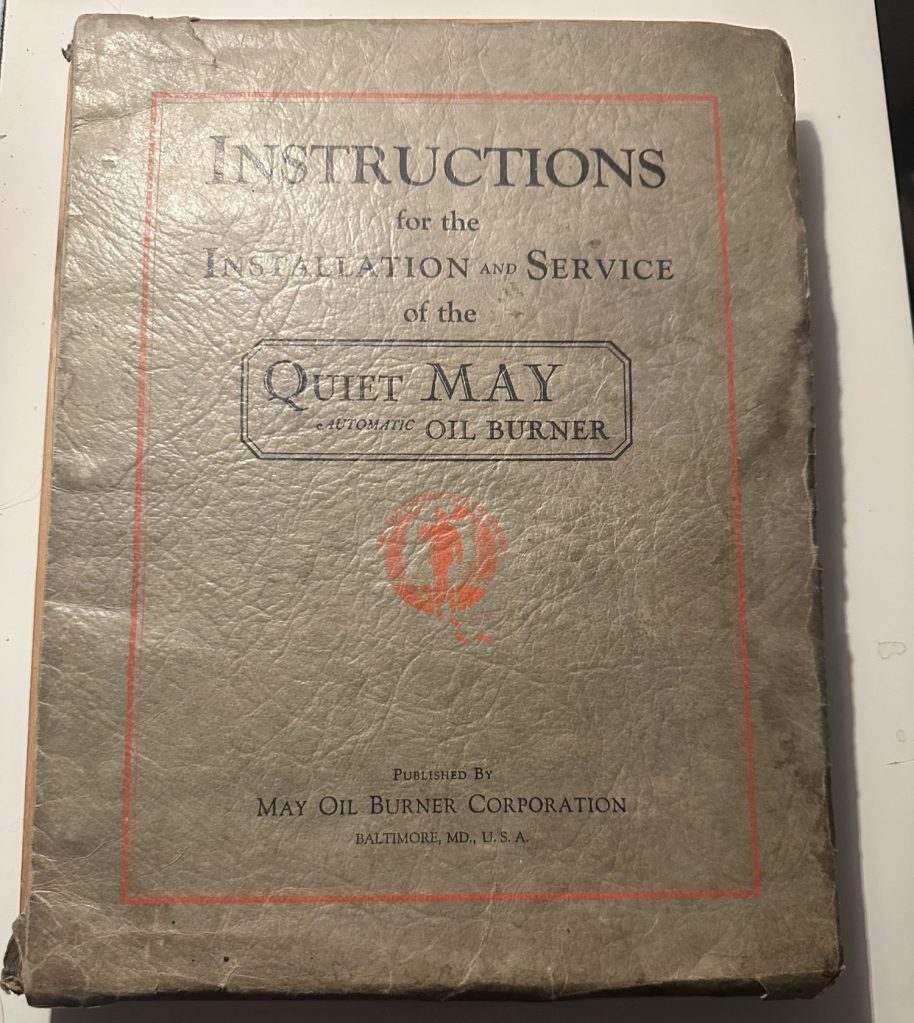 INSTRUCTIONS
for the
INSTALLATION AND SERVICE
of the
QUIET MAY
AUTOMATIC OIL BURNER
PUBLISHED BY
MAY OIL BURNER CORPORATION
BALTIMORE, MD., U. S. A.